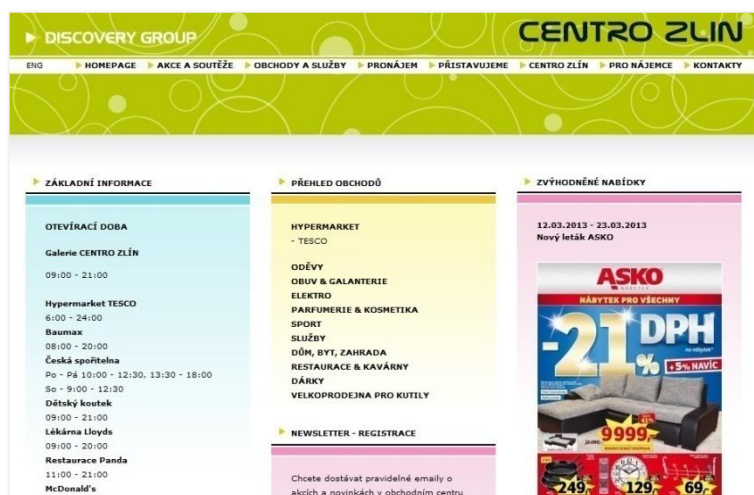 DISCOVERY GROUP
CENTRO ZLIN
ENG HOMEPAGE AKCE A SOUTĚŽE OBCHODY A SLUŽBY PRONÁJEM PŘISTAVUJEME CENTRO ZLÍN PRO NÁJEMCE KONTAKTY
ZÁKLADNÍ INFORMACE
OTEVÍRACÍ DOBA
Galerie CENTRO ZLÍN
09:00 - 21:00
Hypermarket TESCO
6:00 - 24:00
Baumax
08:00 - 20:00
Česká spořitelna
Po - Pá 10:00 - 12:30, 13:30 - 18:00
So - 9:00 - 12:30
Dětský koutek
09:00 - 21:00
Lékárna Lloyds
09:00 - 20:00
Restaurace Panda
11:00 - 21:00
McDonald's
PŘEHLED OBCHODŮ
HYPERMARKET
- TESCO
ODĚVY
OBUV & GALANTERIE
ELEKTRO
PARFUMERIE & KOSMETIKA
SPORT
SLUŽBY
DŮM, BYT, ZAHRADA
RESTAURACE & KAVÁRNY
DÁRKY
VELKOPRODEJNA PRO KUTILY
NEWSLETTER - REGISTRACE
Chcete dostávat pravidelné emaily o
akcích a novinkách v obchodním centru
ZVÝHODNĚNÉ NABÍDKY
12.03.2013 - 23.03.2013
Nový leták ASKO
ASKO
NÁBYTEK
NÁBYTEK PRO VŠECHNY
-21% DPH
na nábytek*
+5% NAVÍC
9999,-
249,- 129,- 69,-